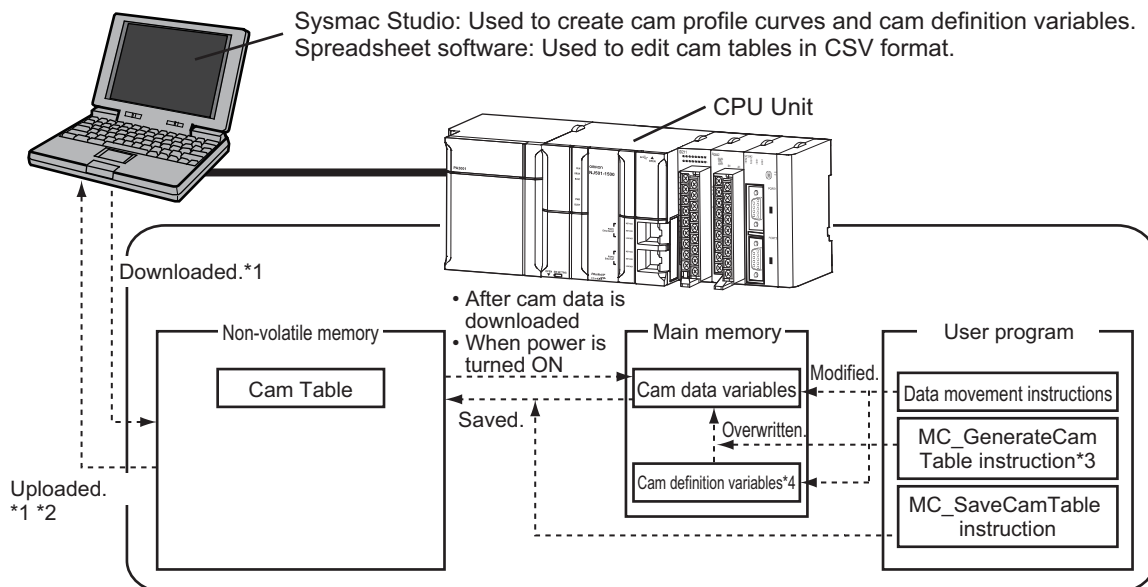 Sysmac Studio: Used to create cam profile curves and cam definition variables.
Spreadsheet software: Used to edit cam tables in CSV format.
CPU Unit
NJ501-1500
Downloaded.*1
• After cam data is
downloaded
• When power is
turned ON
Non-volatile memory
Cam Table
Main memory
Cam data variables
Cam definition variables*4
User program
Data movement instructions
MC_GenerateCam
Table instruction*3
MC_SaveCamTable
instruction
Modified.
Saved.
Overwritten.
Uploaded.
*1 *2